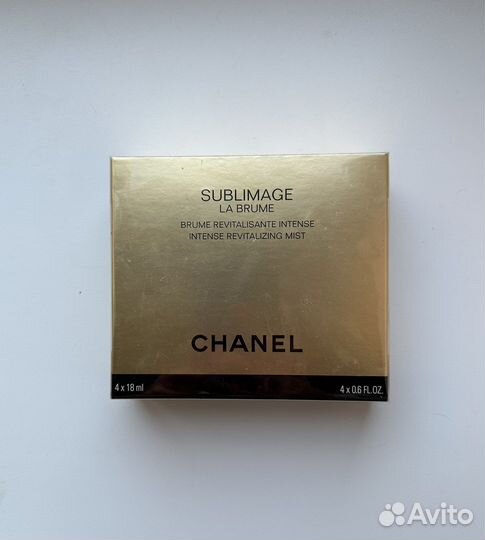 SUBLIMAGE
LA BRUME
BRUME REVITALISANTE INTENSE
INTENSE REVITALIZING MIST
CHANEL
4 x 18 ml 4 x 0.6 FL. OZ.
Avito